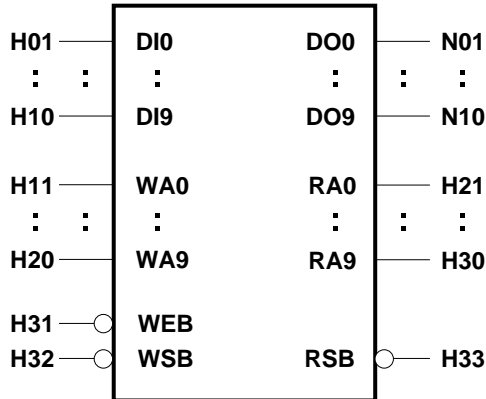 H01 DI0 DO0 N01
: : : : : :
H10 DI9 DO9 N10
H11 WA0 RA0 H21
: : : : : :
H20 WA9 RA9 H30
H31 WEB
H32 WSB RSB H33